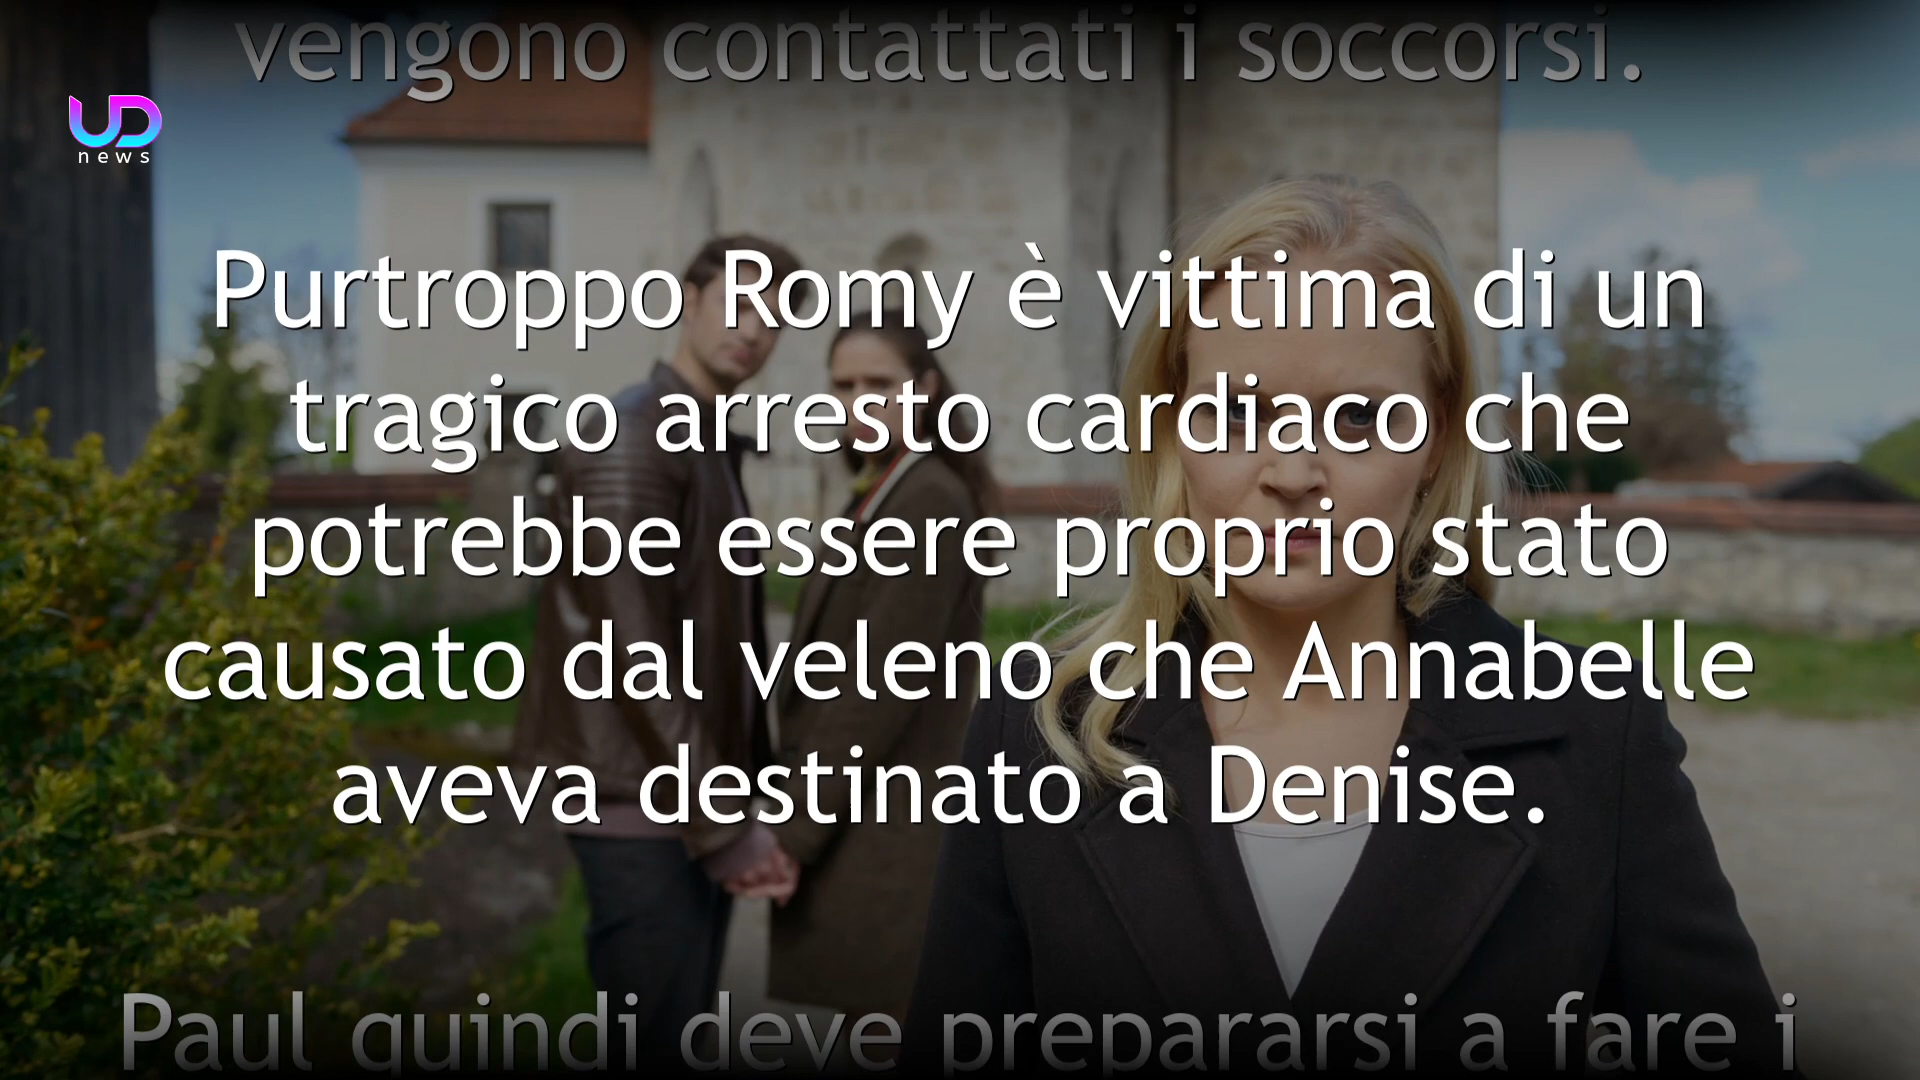 vengono contattati i soccorsi.
UD
news
Purtroppo Romy è vittima di un
tragico arresto cardiaco che
potrebbe essere proprio stato
causato dal veleno che Annabelle
aveva destinato a Denise.
Paul quindi deve prepararsi a fare i